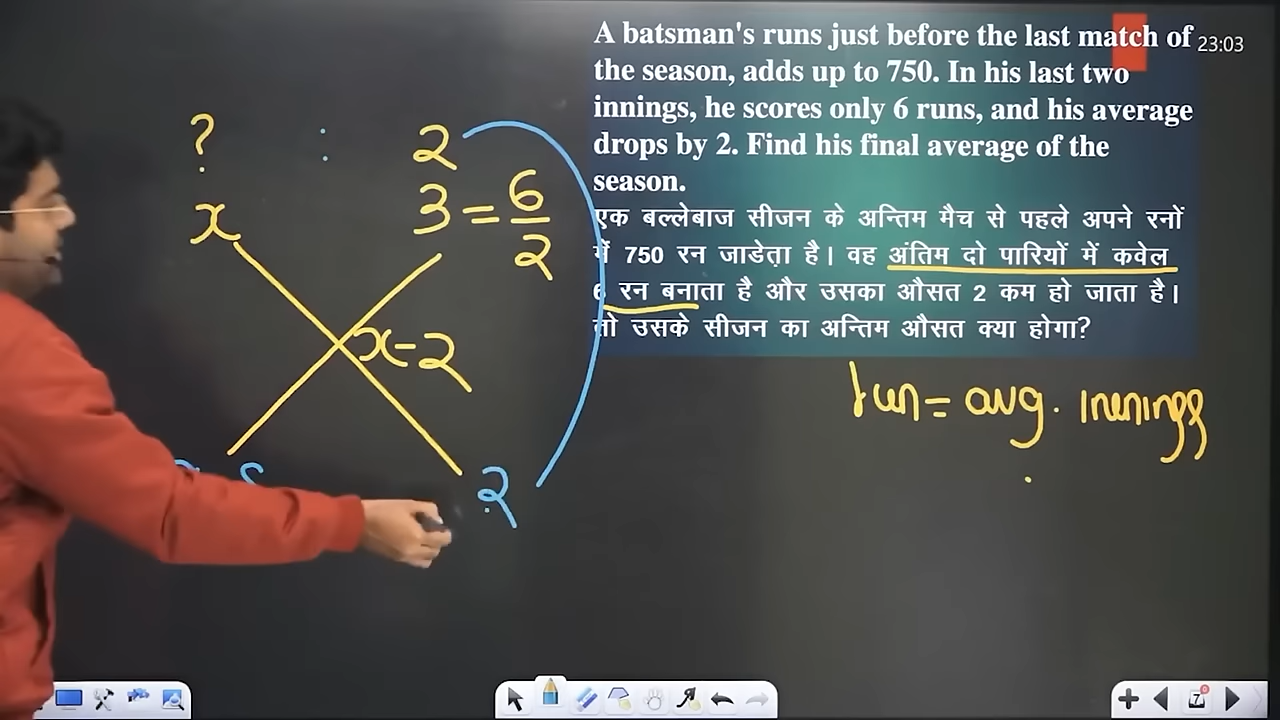 A batsman's runs just before the last match of
the season, adds up to 750. In his last two
innings, he scores only 6 runs, and his average
drops by 2. Find his final average of the
season.
एक बल्लेबाज सीजन के अन्तिम मैच से पहले अपने रनों
में 750 रन जाडेत़ा है। वह अंतिम दो पारियों में कवेल
6 रन बनाता है और उसका औसत 2 कम हो जाता है।
तो उसके सीजन का अन्तिम औसत क्या होगा?
23:03
? : 2
x 3 = 6/2
x-2
2
run = avg. innings
7